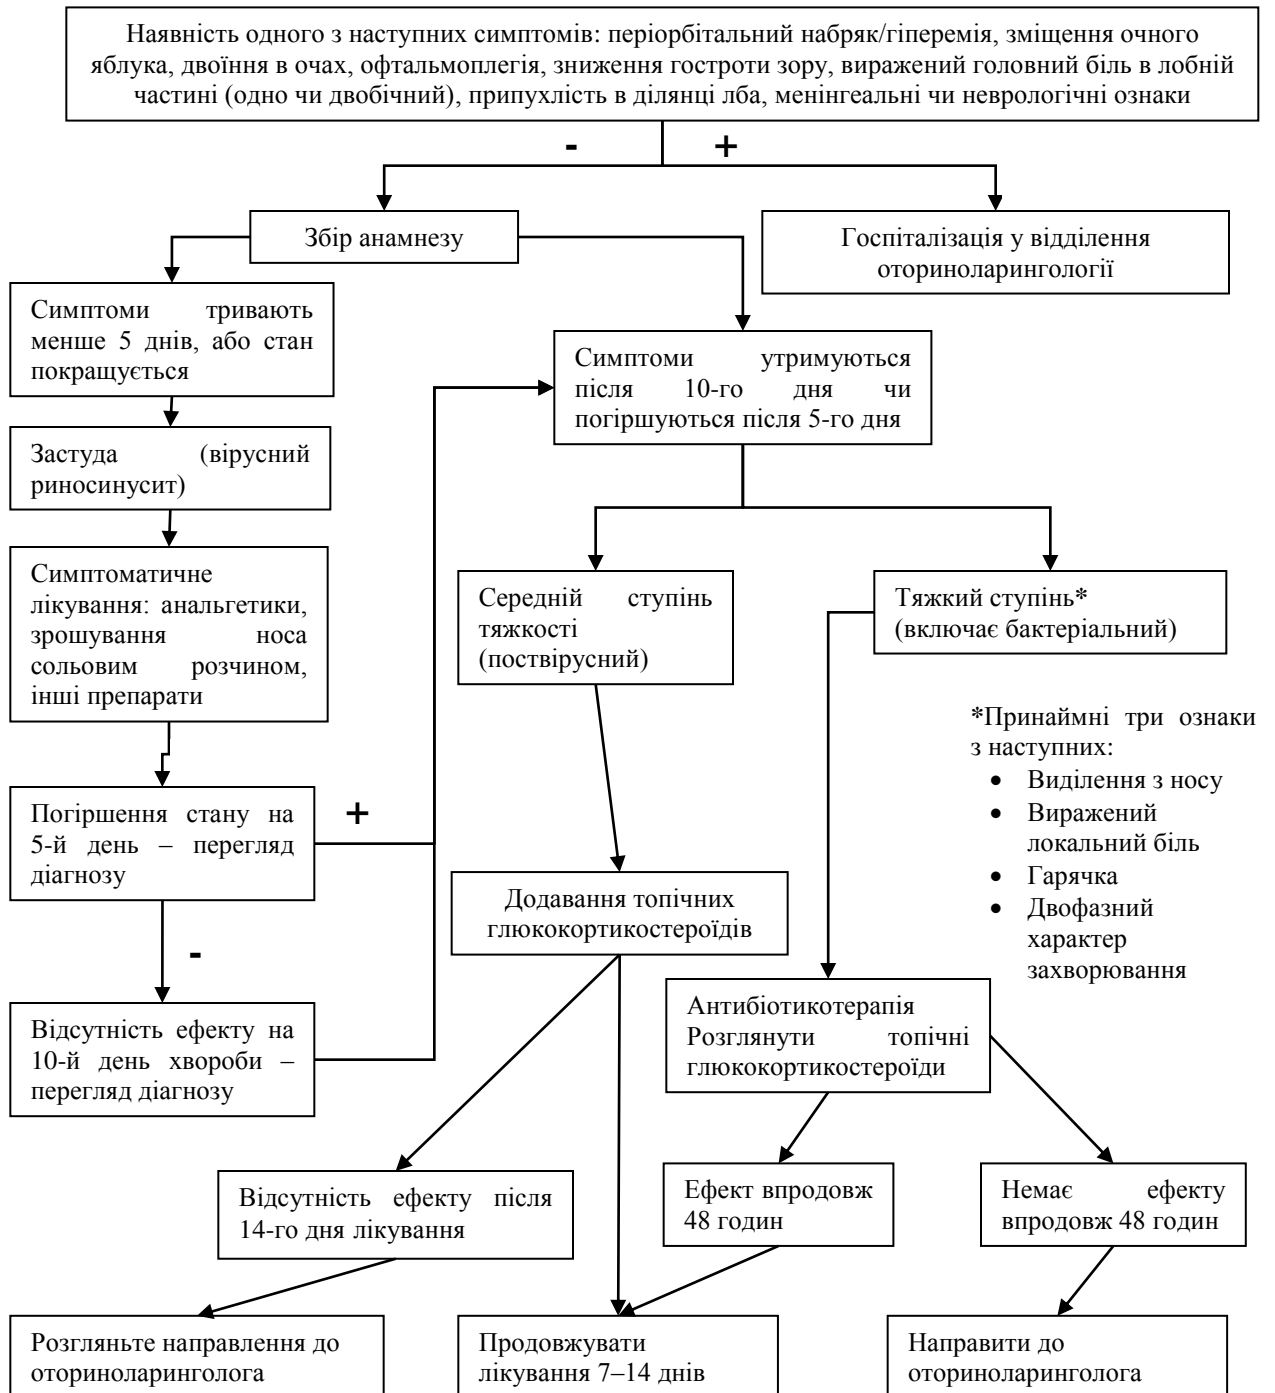 Наявність одного з наступних симптомів: періорбітальний набряк/гіперемія, зміщення очного
яблука, двоїння в очах, офтальмоплегія, зниження гостроти зору, виражений головний біль в лобній
частині (одно чи двобічний), припухлість в ділянці лба, менінгеальні чи неврологічні ознаки
-
+
Збір анамнезу
Госпіталізація у відділення
оториноларингології
Симптоми тривають
менше 5 днів, або стан
покращується
Симптоми утримуються
після 10-го дня чи
погіршуються після 5-го дня
Застуда (вірусний
риносинусит)
Симптоматичне
лікування: анальгетики,
зрошування носа
сольовим розчином,
інші препарати
Середній ступінь
тяжкості
(поствірусний)
Тяжкий ступінь*
(включає бактеріальний)
*Принаймні три ознаки
з наступних:
• Виділення з носу
• Виражений
локальний біль
• Гарячка
• Двофазний
характер
захворювання
Погіршення стану на
5-й день – перегляд
діагнозу
+
-
Додавання топічних
глюкокортикостероїдів
Відсутність ефекту на
10-й день хвороби –
перегляд діагнозу
Антибіотикотерапія
Розглянути топічні
глюкокортикостероїди
Відсутність ефекту після
14-го дня лікування
Ефект впродовж
48 годин
Немає ефекту
впродовж 48 годин
Розгляньте направлення до
оториноларинголога
Продовжувати
лікування 7–14 днів
Направити до
оториноларинголога